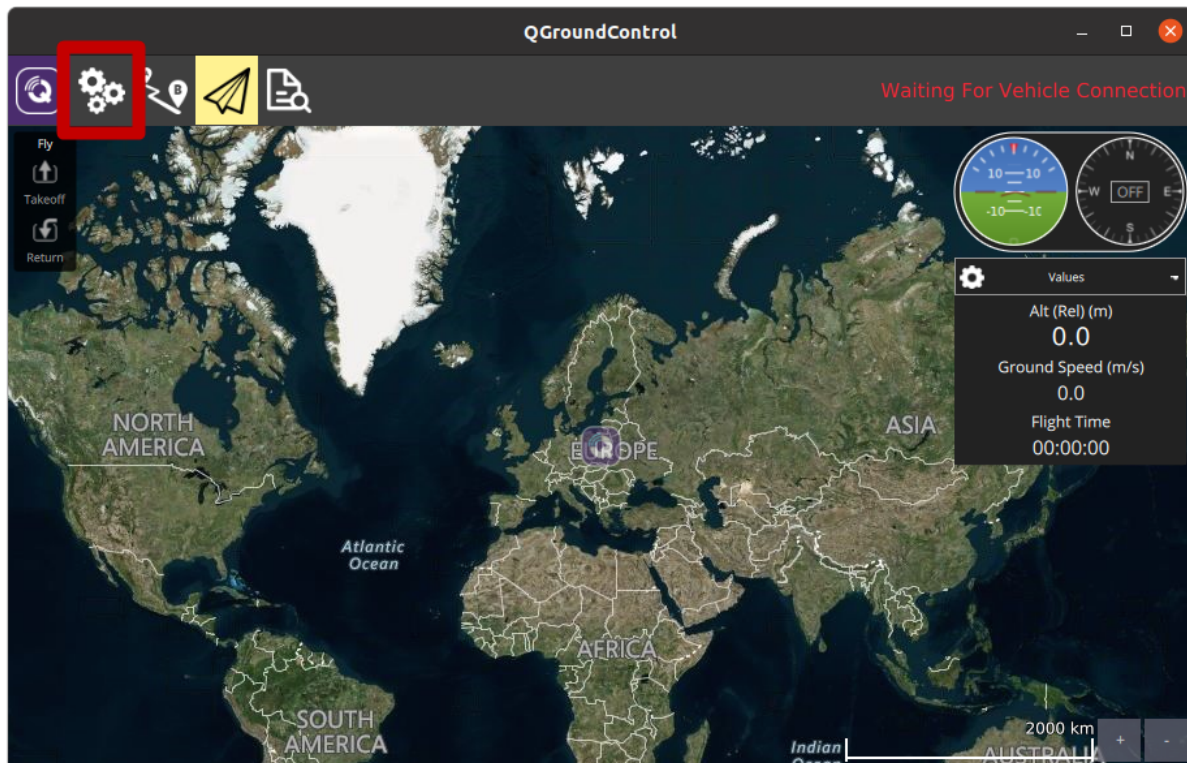 QGroundControl
B
Waiting For Vehicle Connection
Fly
Takeoff
Return
10 10
-10 -10
N
W OFF E
S
Values
Alt (Rel) (m)
0.0
Ground Speed (m/s)
0.0
Flight Time
00:00:00
NORTH
AMERICA
EUROPE
ASIA
Atlantic
Ocean
AFRICA
SOUTH
AMERICA
Indian
Ocean
2000 km
AUSTRALIA
+ -